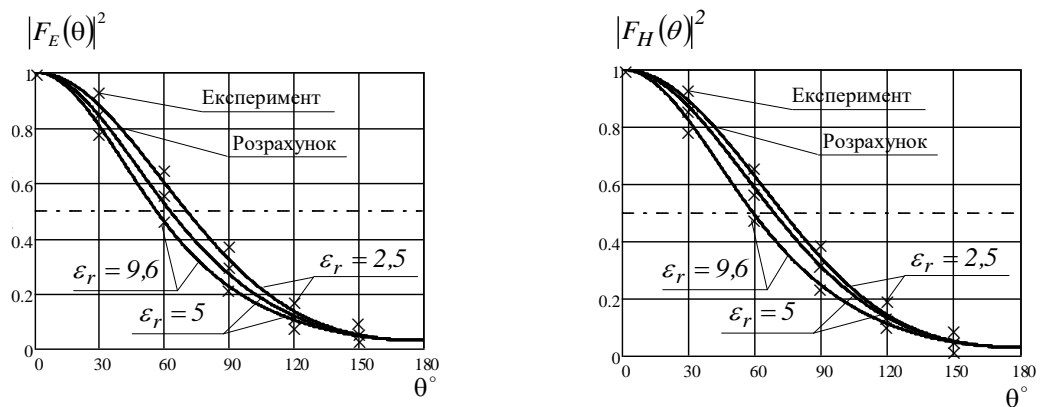 |F_E(θ)|²
1
Експеримент
0.8
Розрахунок
0.6
0.4
ε_r = 9,6
ε_r = 2,5
0.2
ε_r = 5
0
0 30 60 90 120 150 180
θ°
|F_H(θ)|²
1
Експеримент
0.8
Розрахунок
0.6
0.4
ε_r = 9,6
ε_r = 2,5
0.2
ε_r = 5
0
0 30 60 90 120 150 180
θ°